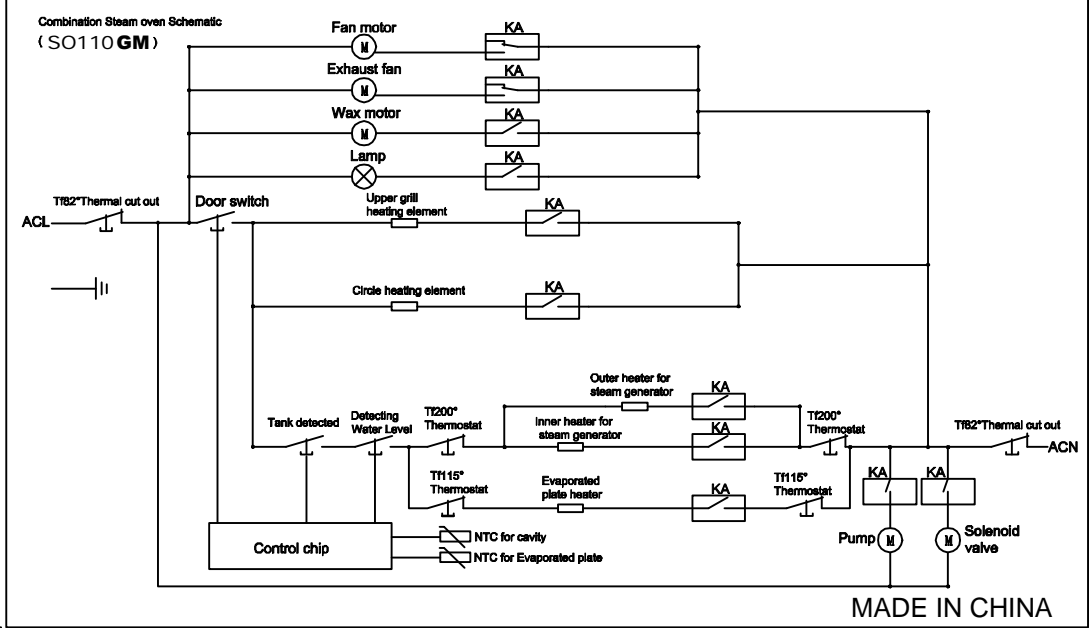 Combination Steam oven Schematic
(SO110GM)
Fan motor
KA
M
Exhaust fan
KA
M
Wax motor
KA
M
Lamp
KA
Tf82°Thermal cut out
Door switch
ACL
Upper grill
heating element
KA
Circle heating element
KA
Outer heater for
steam generator
KA
Tank detected
Detecting
Water Level
Tf200°
Thermostat
Inner heater for
steam generator
KA
Tf200°
Thermostat
Tf82°Thermal cut out
ACN
Tf115°
Thermostat
Evaporated
plate heater
KA
Tf115°
Thermostat
KA
KA
Control chip
NTC for cavity
NTC for Evaporated plate
Pump
M
M
Solenoid
valve
MADE IN CHINA